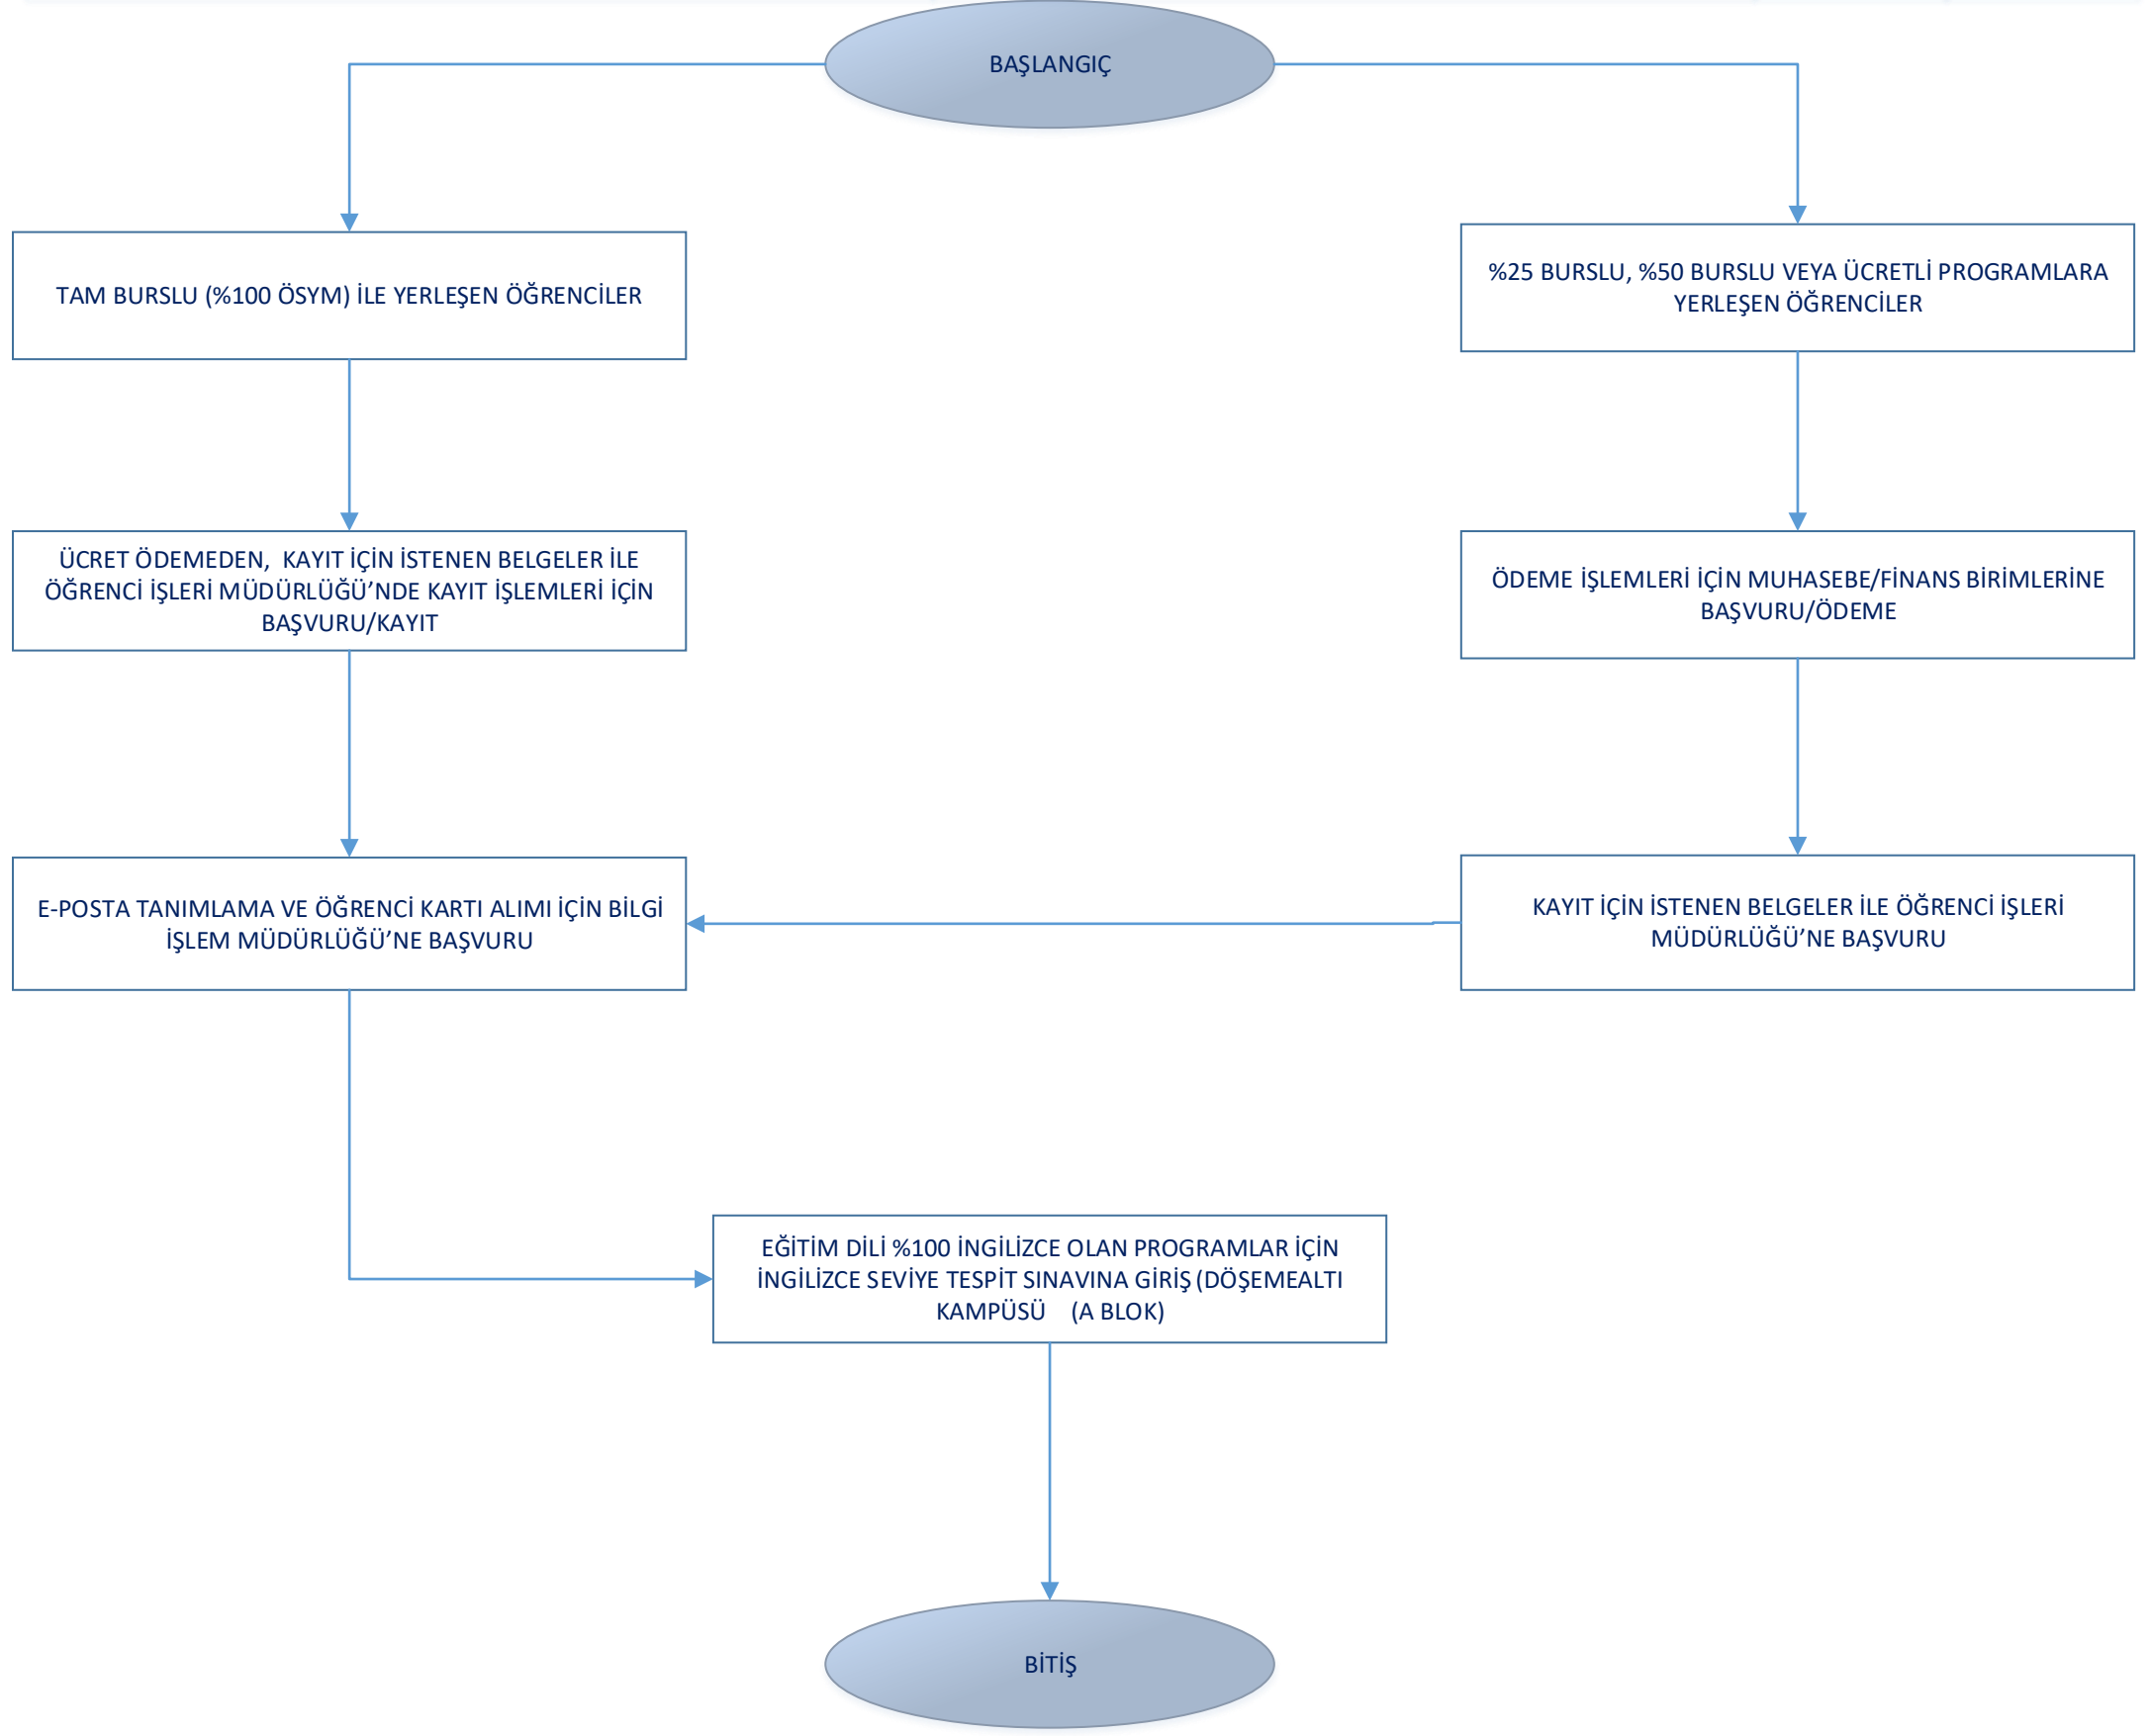 BAŞLANGIÇ
TAM BURSLU (%100 ÖSYM) İLE YERLEŞEN ÖĞRENCİLER
%25 BURSLU, %50 BURSLU VEYA ÜCRETLİ PROGRAMLARA
YERLEŞEN ÖĞRENCİLER
ÜCRET ÖDEMEDEN, KAYIT İÇİN İSTENEN BELGELER İLE
ÖĞRENCİ İŞLERİ MÜDÜRLÜĞÜ’NDE KAYIT İŞLEMLERİ İÇİN
BAŞVURU/KAYIT
ÖDEME İŞLEMLERİ İÇİN MUHASEBE/FİNANS BİRİMLERİNE
BAŞVURU/ÖDEME
E-POSTA TANIMLAMA VE ÖĞRENCİ KARTI ALIMI İÇİN BİLGİ
İŞLEM MÜDÜRLÜĞÜ’NE BAŞVURU
KAYIT İÇİN İSTENEN BELGELER İLE ÖĞRENCİ İŞLERİ
MÜDÜRLÜĞÜ’NE BAŞVURU
EĞİTİM DİLİ %100 İNGİLİZCE OLAN PROGRAMLAR İÇİN
İNGİLİZCE SEVİYE TESPİT SINAVINA GİRİŞ (DÖŞEMEALTI
KAMPÜSÜ (A BLOK)
BİTİŞ